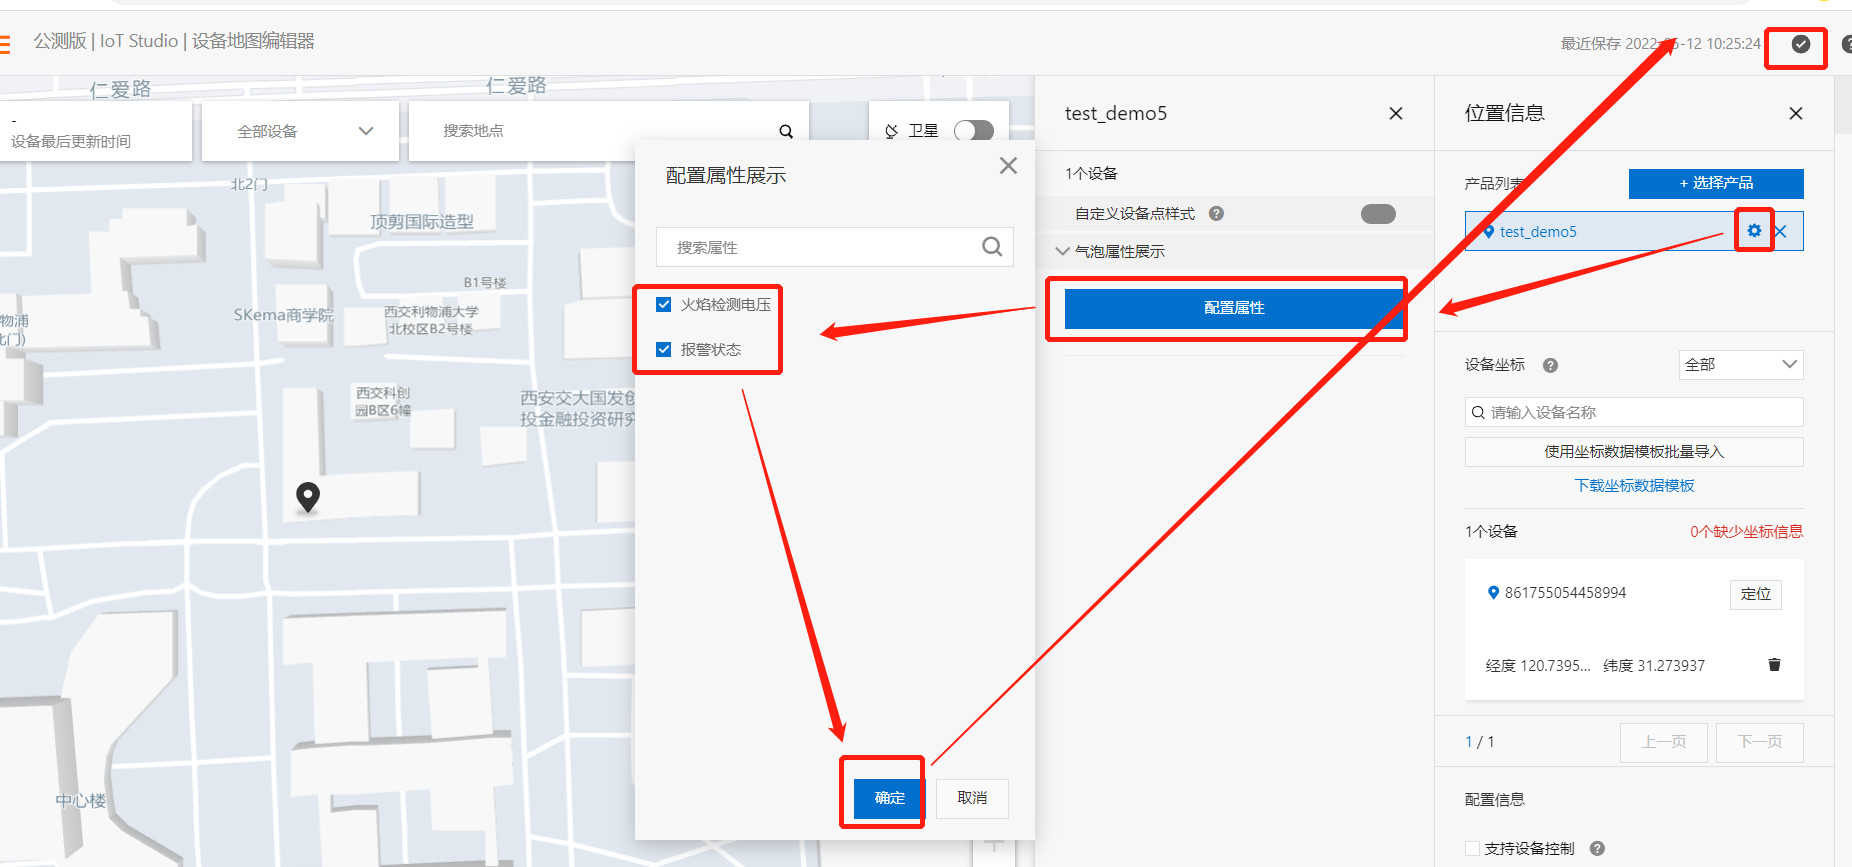 公测版 | IoT Studio | 设备地图编辑器
最近保存 2022-05-12 10:25:24
仁爱路
仁爱路
-
设备最后更新时间
全部设备
搜索地点
卫星
北2门
顶剪国际造型
B1号楼
SKema商学院
西交利物浦大学
北校区B2号楼
物浦
北门)
西交科创
园B区6幢
西安交大国发创
投金融投资研究
中心楼
配置属性展示
搜索属性
火焰检测电压
报警状态
确定
取消
test_demo5
1个设备
自定义设备点样式
气泡属性展示
配置属性
位置信息
产品列表
+ 选择产品
test_demo5
设备坐标
全部
请输入设备名称
使用坐标数据模板批量导入
下载坐标数据模板
1个设备
0个缺少坐标信息
861755054458994
定位
经度 120.7395... 纬度 31.273937
1 / 1
上一页
下一页
配置信息
支持设备控制